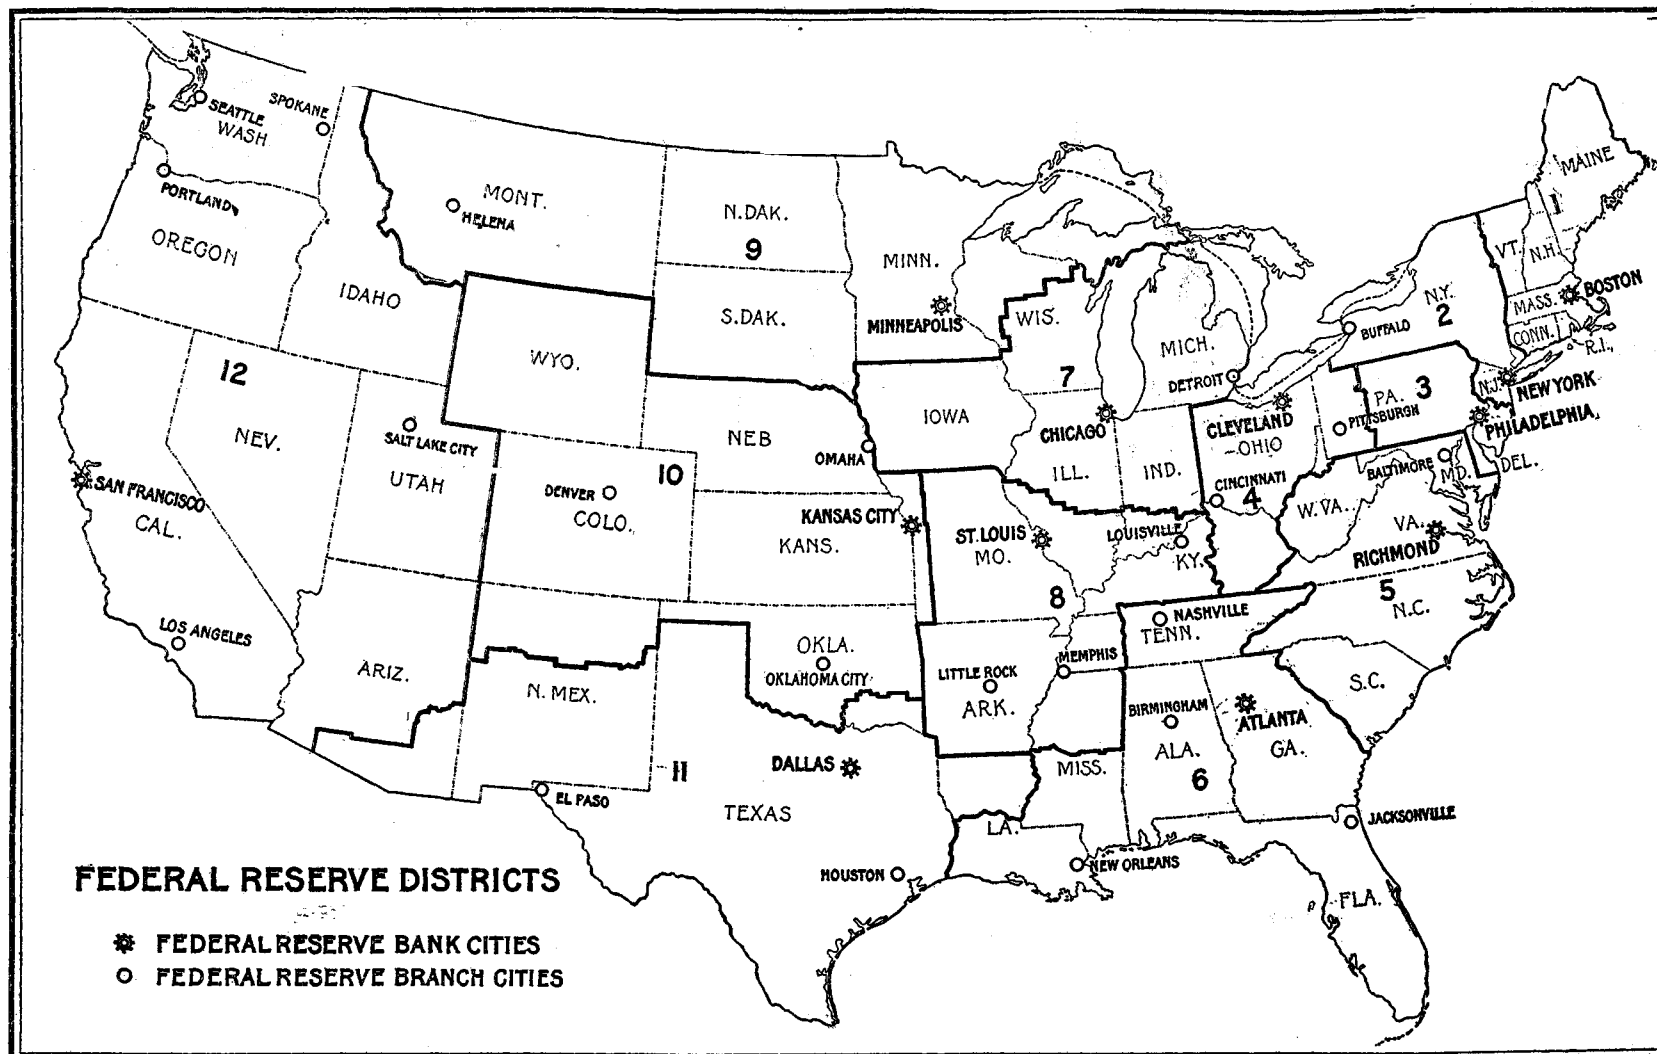 SEATTLE
SPOKANE
WASH
PORTLAND
OREGON
IDAHO
MONT.
HELENA
N.DAK.
9
S.DAK.
MINN.
MINNEAPOLIS
WYO.
12
NEV.
SALT LAKE CITY
UTAH
SAN FRANCISCO
CAL.
LOS ANGELES
ARIZ.
NEB
OMAHA
10
DENVER
COLO.
KANSAS CITY
KANS.
IOWA
WIS.
7
MICH.
DETROIT
CHICAGO
ILL.
IND.
CLEVELAND
OHIO
CINCINNATI
4
PITTSBURGH
PA.
3
N.Y.
2
BUFFALO
MAINE
1
VT.
N.H.
MASS.
BOSTON
CONN.
R.I.
N.J.
NEW YORK
PHILADELPHIA
BALTIMORE
MD.
DEL.
W.VA.
VA.
RICHMOND
5
N.C.
S.C.
ST. LOUIS
MO.
8
LOUISVILLE
KY.
NASHVILLE
TENN.
MEMPHIS
LITTLE ROCK
ARK.
OKLA.
OKLAHOMA CITY
N. MEX.
11
DALLAS
TEXAS
EL PASO
HOUSTON
LA.
NEW ORLEANS
MISS.
BIRMINGHAM
ALA.
6
ATLANTA
GA.
JACKSONVILLE
FLA.
FEDERAL RESERVE DISTRICTS
FEDERAL RESERVE BANK CITIES
FEDERAL RESERVE BRANCH CITIES